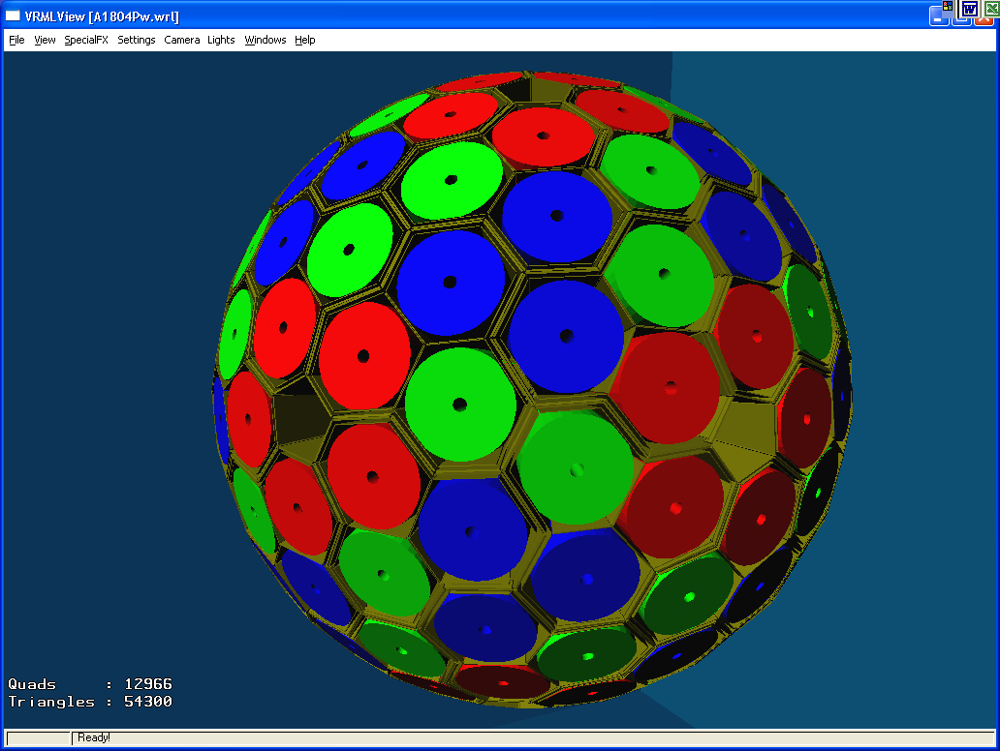 VRMLView [A1804Pw.wrl]
File View SpecialFX Settings Camera Lights Windows Help
Quads : 12966
Triangles : 54300
Ready!